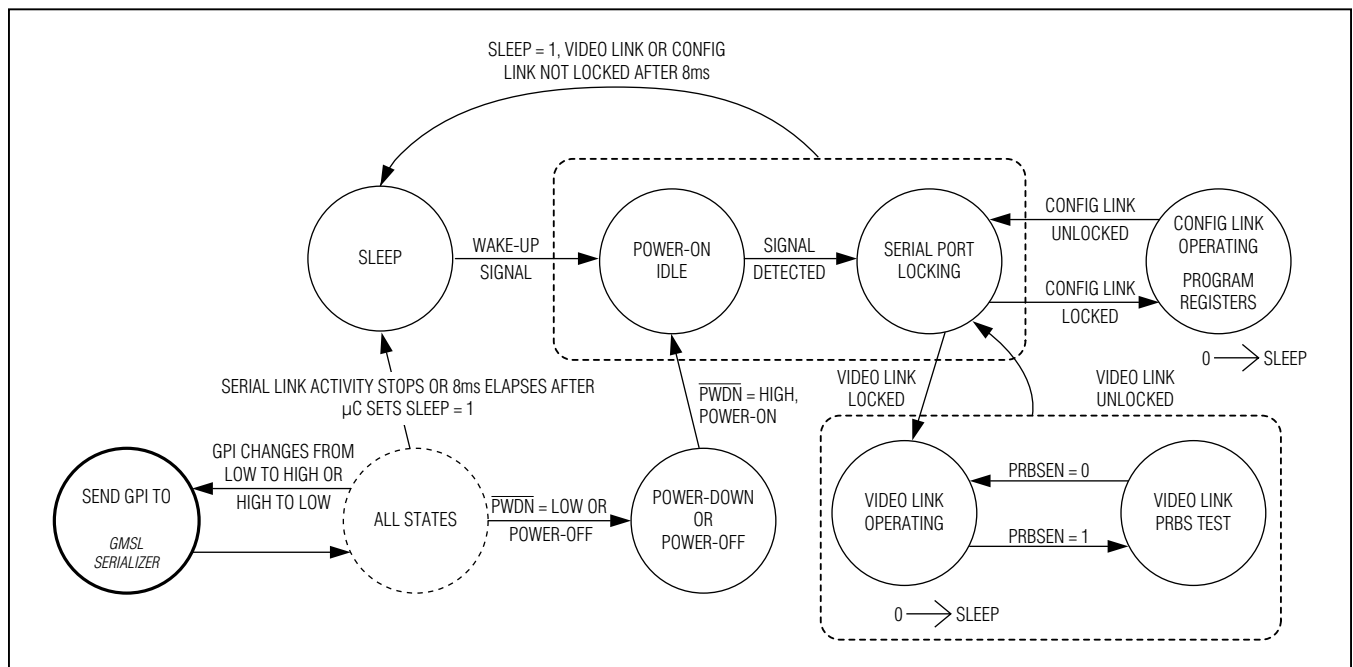 SLEEP = 1, VIDEO LINK OR CONFIG
LINK NOT LOCKED AFTER 8ms
SLEEP
WAKE-UP
SIGNAL
POWER-ON
IDLE
SIGNAL
DETECTED
SERIAL PORT
LOCKING
CONFIG LINK
UNLOCKED
CONFIG LINK
LOCKED
CONFIG LINK
OPERATING
PROGRAM
REGISTERS
0 → SLEEP
SERIAL LINK ACTIVITY STOPS OR 8ms ELAPSES AFTER
µC SETS SLEEP = 1
PWDN = HIGH,
POWER-ON
VIDEO LINK
LOCKED
VIDEO LINK
UNLOCKED
GPI CHANGES FROM
LOW TO HIGH OR
HIGH TO LOW
SEND GPI TO
GMSL
SERIALIZER
ALL STATES
PWDN = LOW OR
POWER-OFF
POWER-DOWN
OR
POWER-OFF
VIDEO LINK
OPERATING
PRBSEN = 0
PRBSEN = 1
VIDEO LINK
PRBS TEST
0 → SLEEP